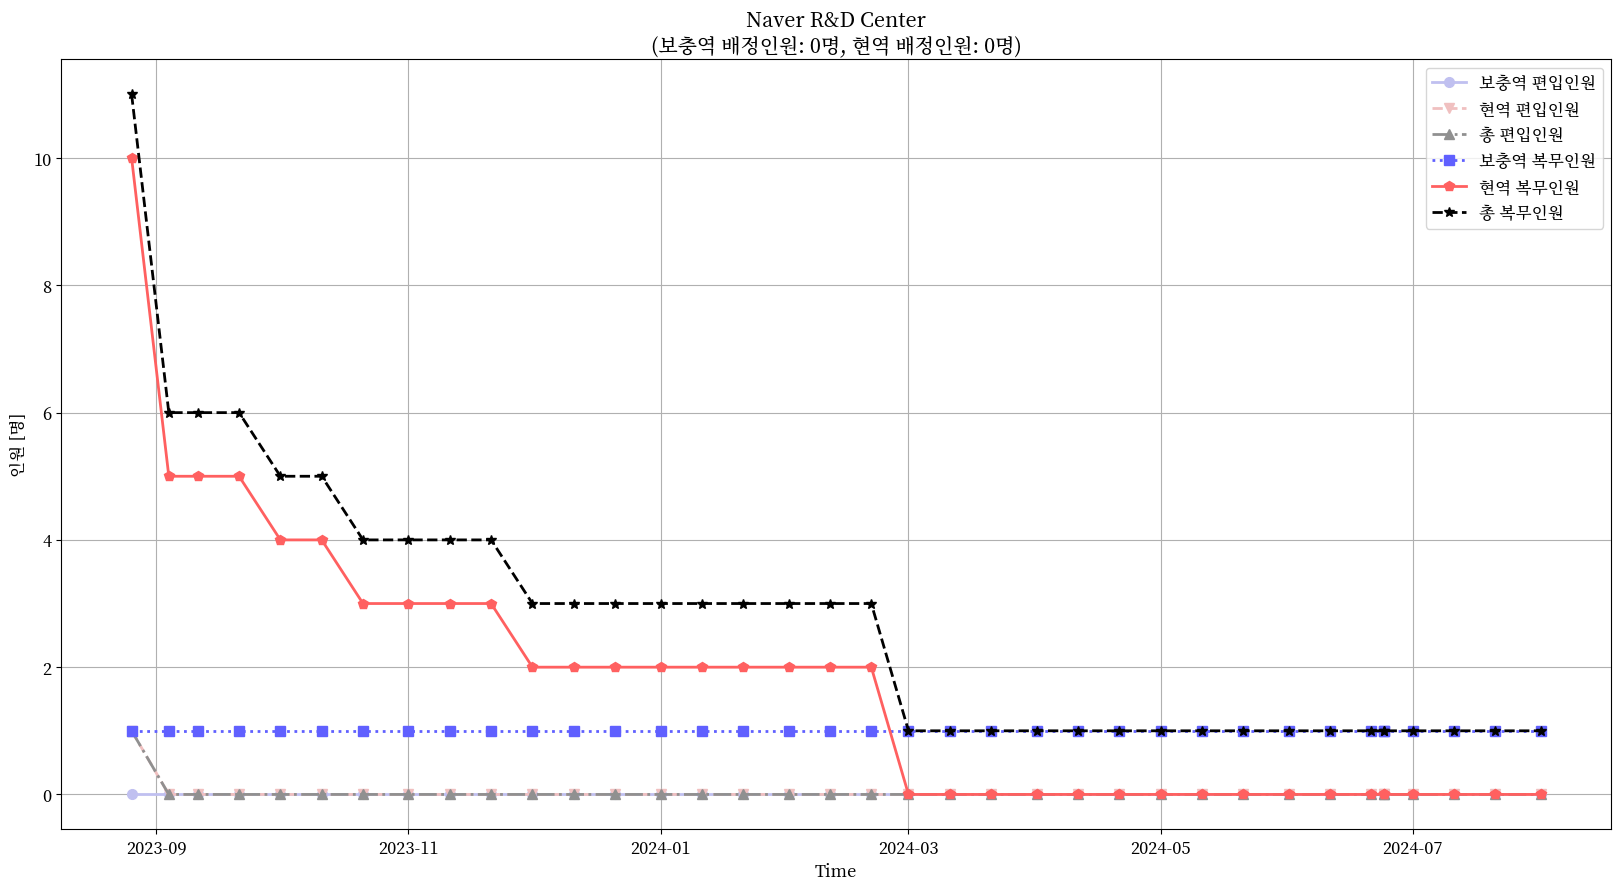 Naver R&D Center
(보충역 배정인원: 0명, 현역 배정인원: 0명)
보충역 편입인원
현역 편입인원
총 편입인원
보충역 복무인원
현역 복무인원
총 복무인원
인원 [명]
10
8
6
4
2
0
2023-09
2023-11
2024-01
2024-03
2024-05
2024-07
Time